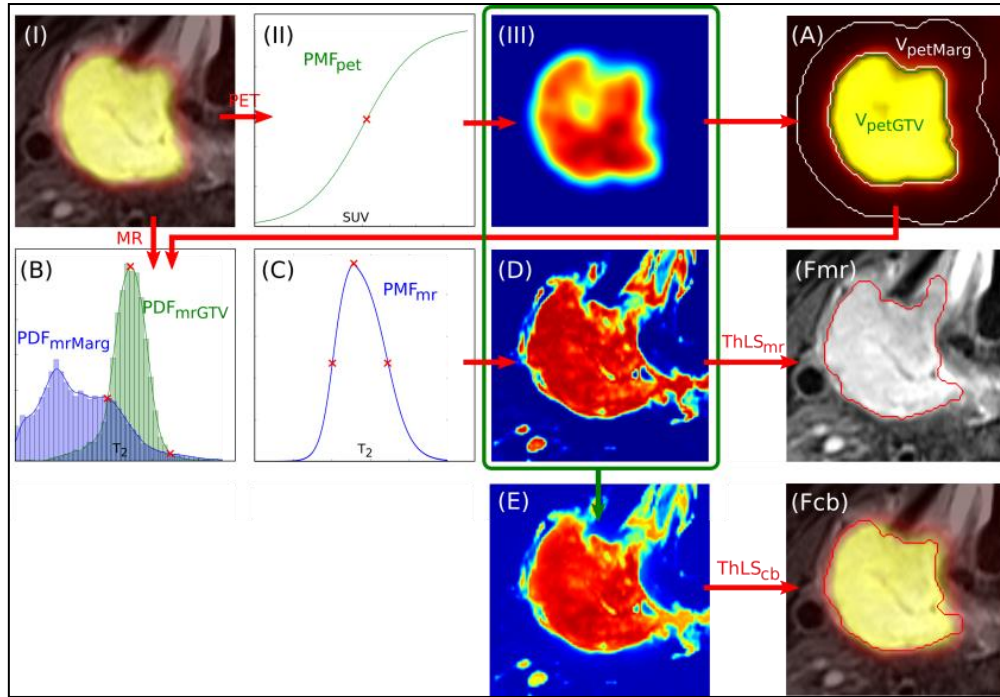 (I)
PET
(II)
PMFpet
SUV
(III)
(A)
VpetMarg
VpetGTV
MR
(B)
PDFmrMarg
PDFmrGTV
T2
(C)
PMFmr
T2
(D)
ThLSmr
(Fmr)
(E)
ThLScb
(Fcb)